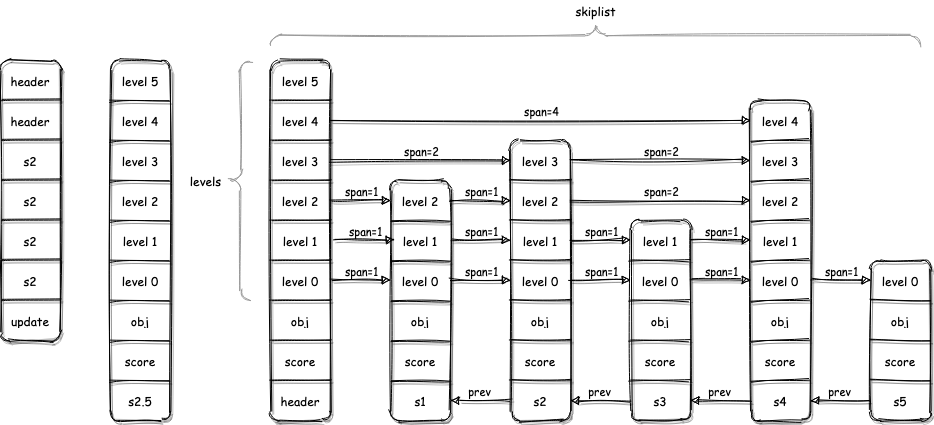 skiplist
header
header
s2
s2
s2
s2
update
level 5
level 4
level 3
level 2
level 1
level 0
obj
score
s2.5
levels
level 5
level 4
level 3
level 2
level 1
level 0
obj
score
header
span=4
span=2
span=1
span=1
span=1
level 2
level 1
level 0
obj
score
s1
span=1
span=1
span=1
prev
level 3
level 2
level 1
level 0
obj
score
s2
span=2
span=2
span=1
span=1
prev
level 1
level 0
obj
score
s3
span=1
span=1
prev
level 4
level 3
level 2
level 1
level 0
obj
score
s4
span=1
prev
level 0
obj
score
s5